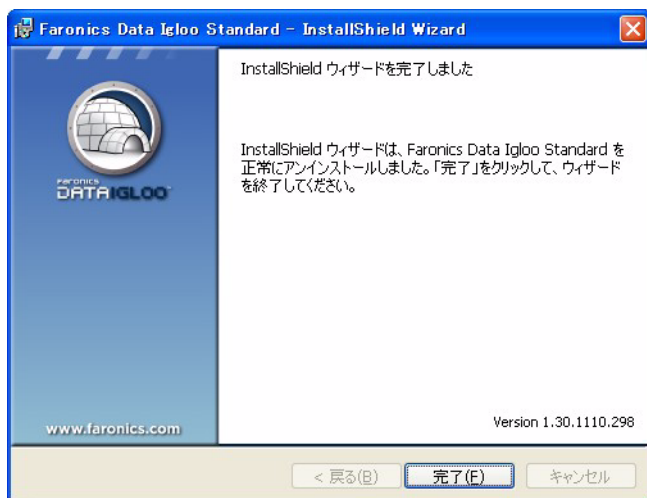 Faronics Data Igloo Standard - InstallShield Wizard
InstallShield ウィザードを完了しました
InstallShield ウィザードは、Faronics Data Igloo Standard を
正常にアンインストールしました。「完了」をクリックして、ウィザード
を終了してください。
FARONICS
DATAIGLOO
www.faronics.com
Version 1.30.1110.298
< 戻る(B)
完了(F)
キャンセル